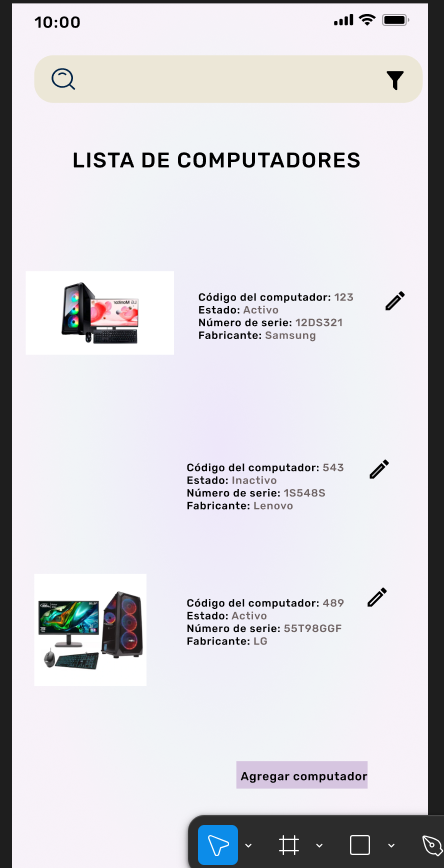 10:00
LISTA DE COMPUTADORES
Código del computador: 123
Estado: Activo
Número de serie: 12DS321
Fabricante: Samsung
Código del computador: 543
Estado: Inactivo
Número de serie: 1S548S
Fabricante: Lenovo
Código del computador: 489
Estado: Activo
Número de serie: 55T98GGF
Fabricante: LG
Agregar computador